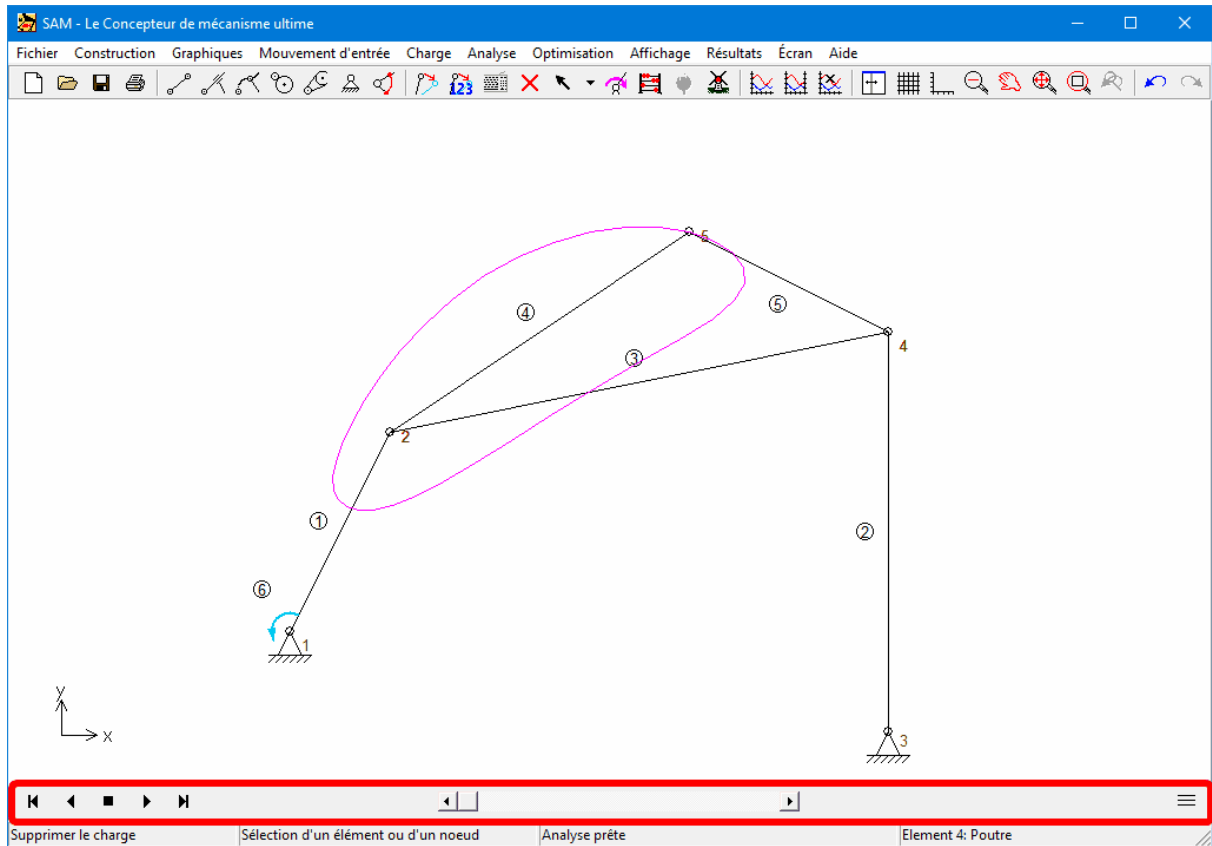 SAM - Le Concepteur de mécanisme ultime
Fichier Construction Graphiques Mouvement d'entrée Charge Analyse Optimisation Affichage Résultats Écran Aide
123
5
④
⑤
4
③
2
①
②
⑥
1
y
x
3
Supprimer le charge Sélection d'un élément ou d'un noeud Analyse prête Element 4: Poutre